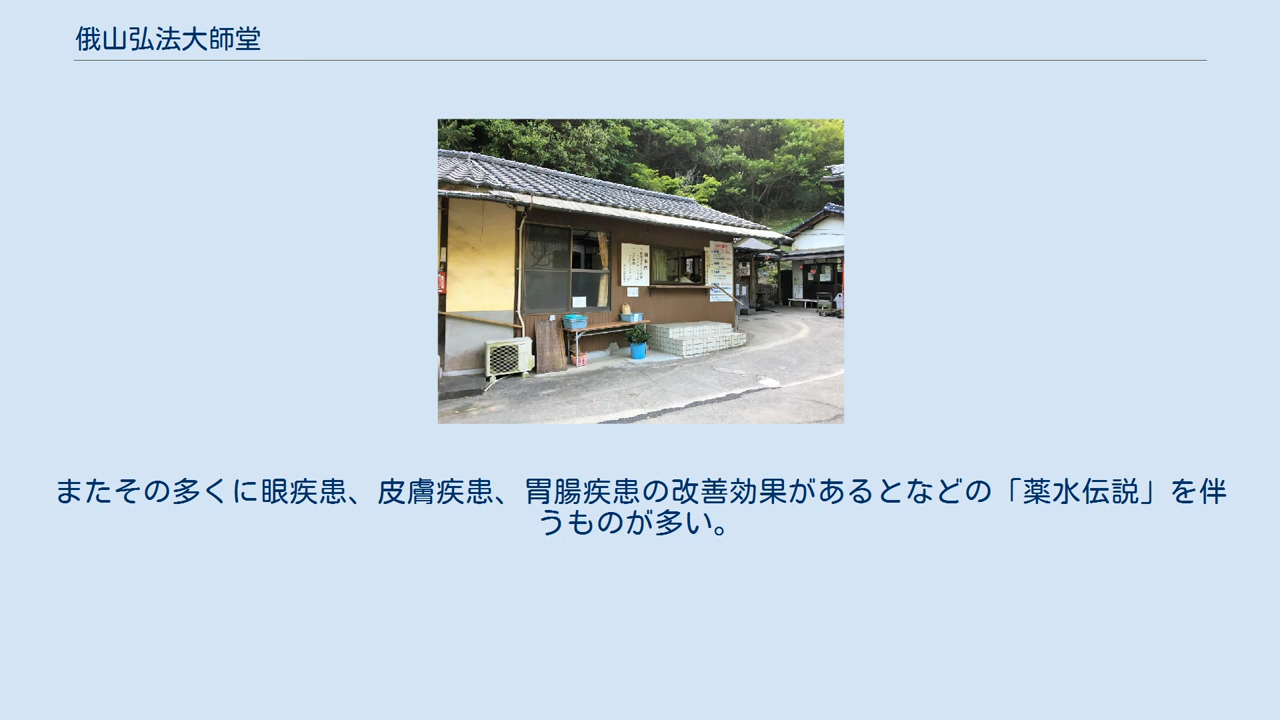 俄山弘法大師堂
またその多くに眼疾患、皮膚疾患、胃腸疾患の改善効果があるとなどの「薬水伝説」を伴
うものが多い。